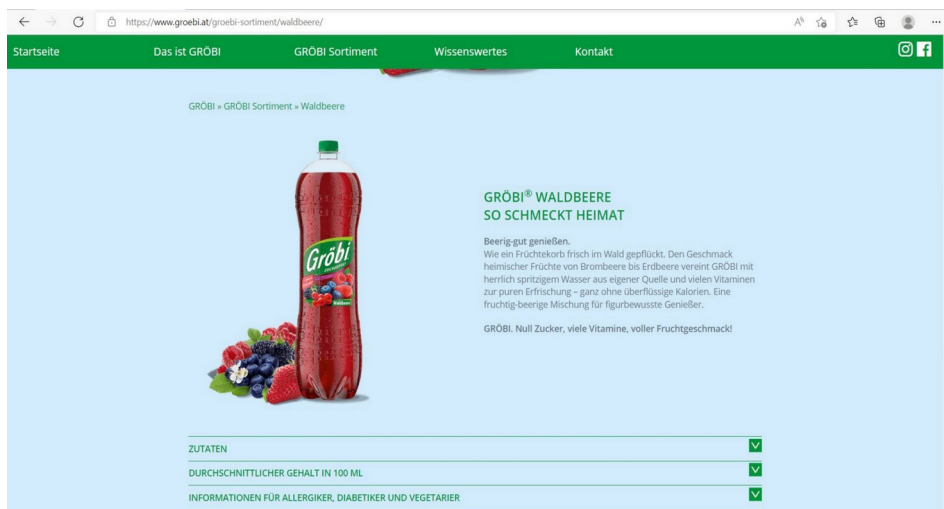 https://www.groebi.at/groebi-sortiment/waldbeere/
Startseite Das ist GRÖBI GRÖBI Sortiment Wissenswertes Kontakt
GRÖBI » GRÖBI Sortiment » Waldbeere
Gröbi
GRÖBI® WALDBEERE
SO SCHMECKT HEIMAT
Beerig-gut genießen.
Wie ein Früchtekorb frisch im Wald gepflückt. Den Geschmack
heimischer Früchte von Brombeere bis Erdbeere vereint GRÖBI mit
herrlich spritzigem Wasser aus eigener Quelle und vielen Vitaminen
zur puren Erfrischung – ganz ohne überflüssige Kalorien. Eine
fruchtig-beerige Mischung für figurbewusste Genießer.
GRÖBI. Null Zucker, viele Vitamine, voller Fruchtgeschmack!
ZUTATEN
DURCHSCHNITTLICHER GEHALT IN 100 ML
INFORMATIONEN FÜR ALLERGIKER, DIABETIKER UND VEGETARIER